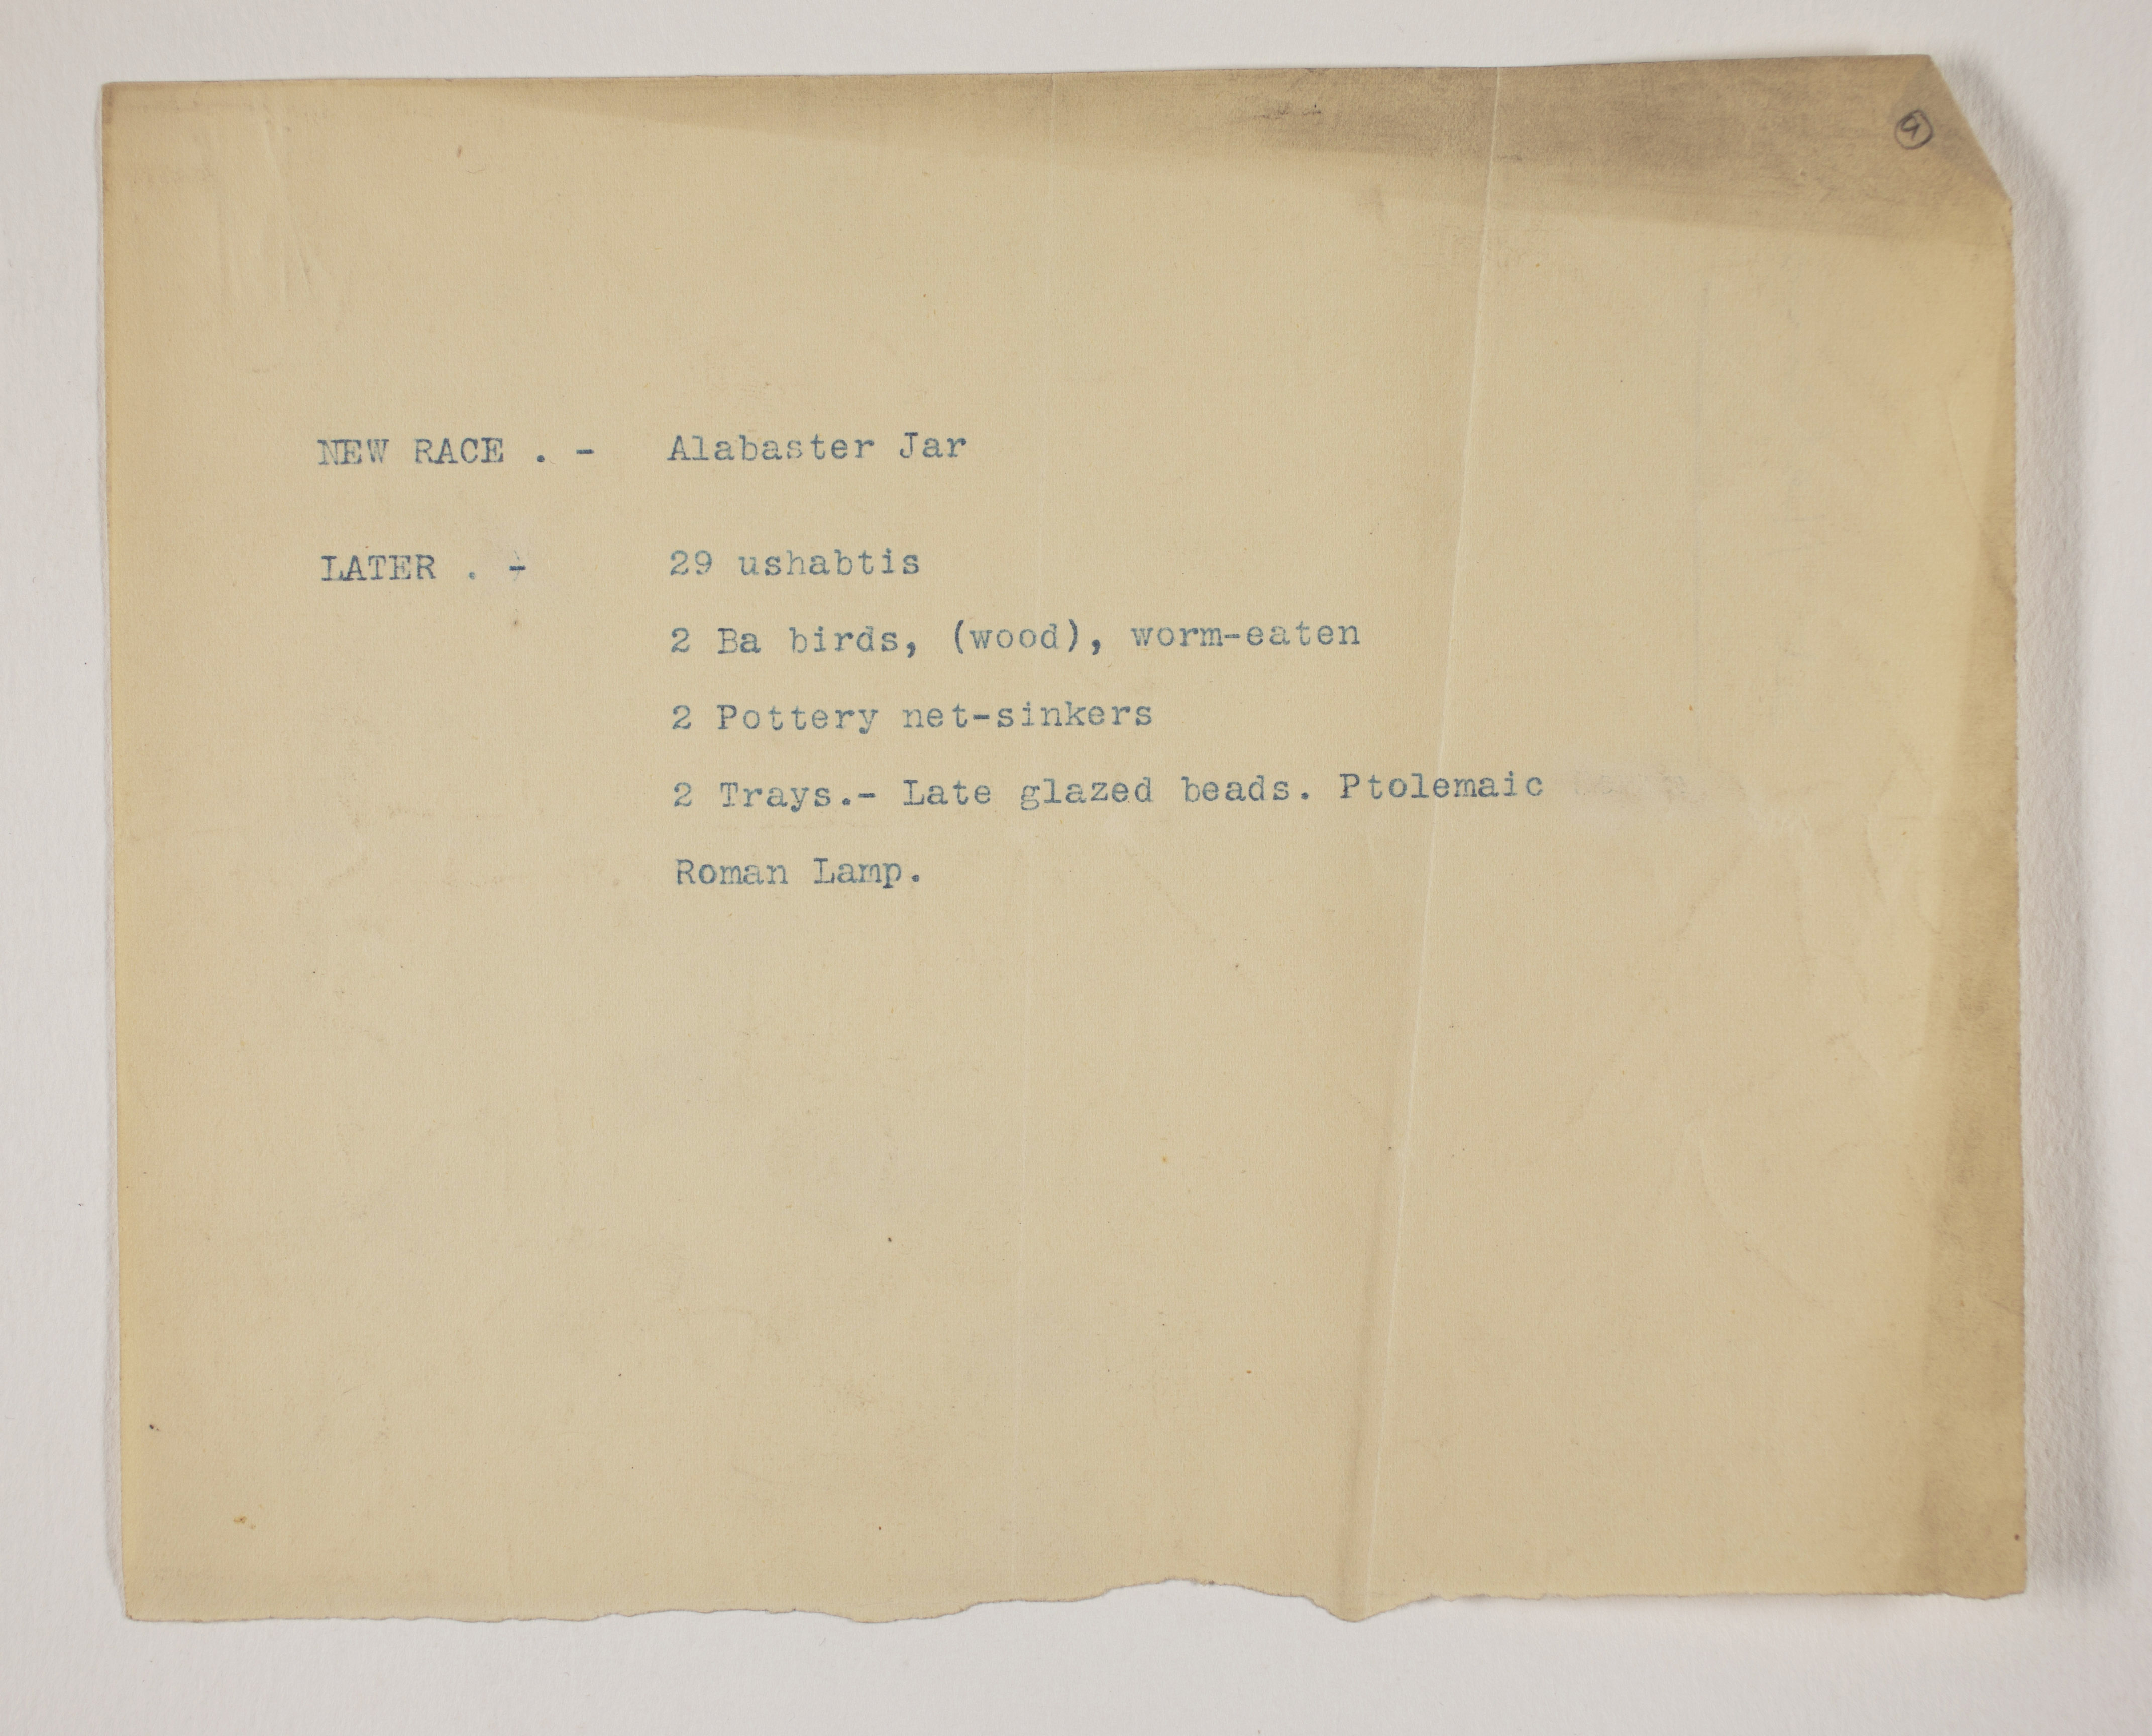 NEW RACE . - Alabaster Jar
LATER . - 29 ushabtis
2 Ba birds, (wood), worm-eaten
2 Pottery net-sinkers
2 Trays.- Late glazed beads. Ptolemaic
Roman Lamp.